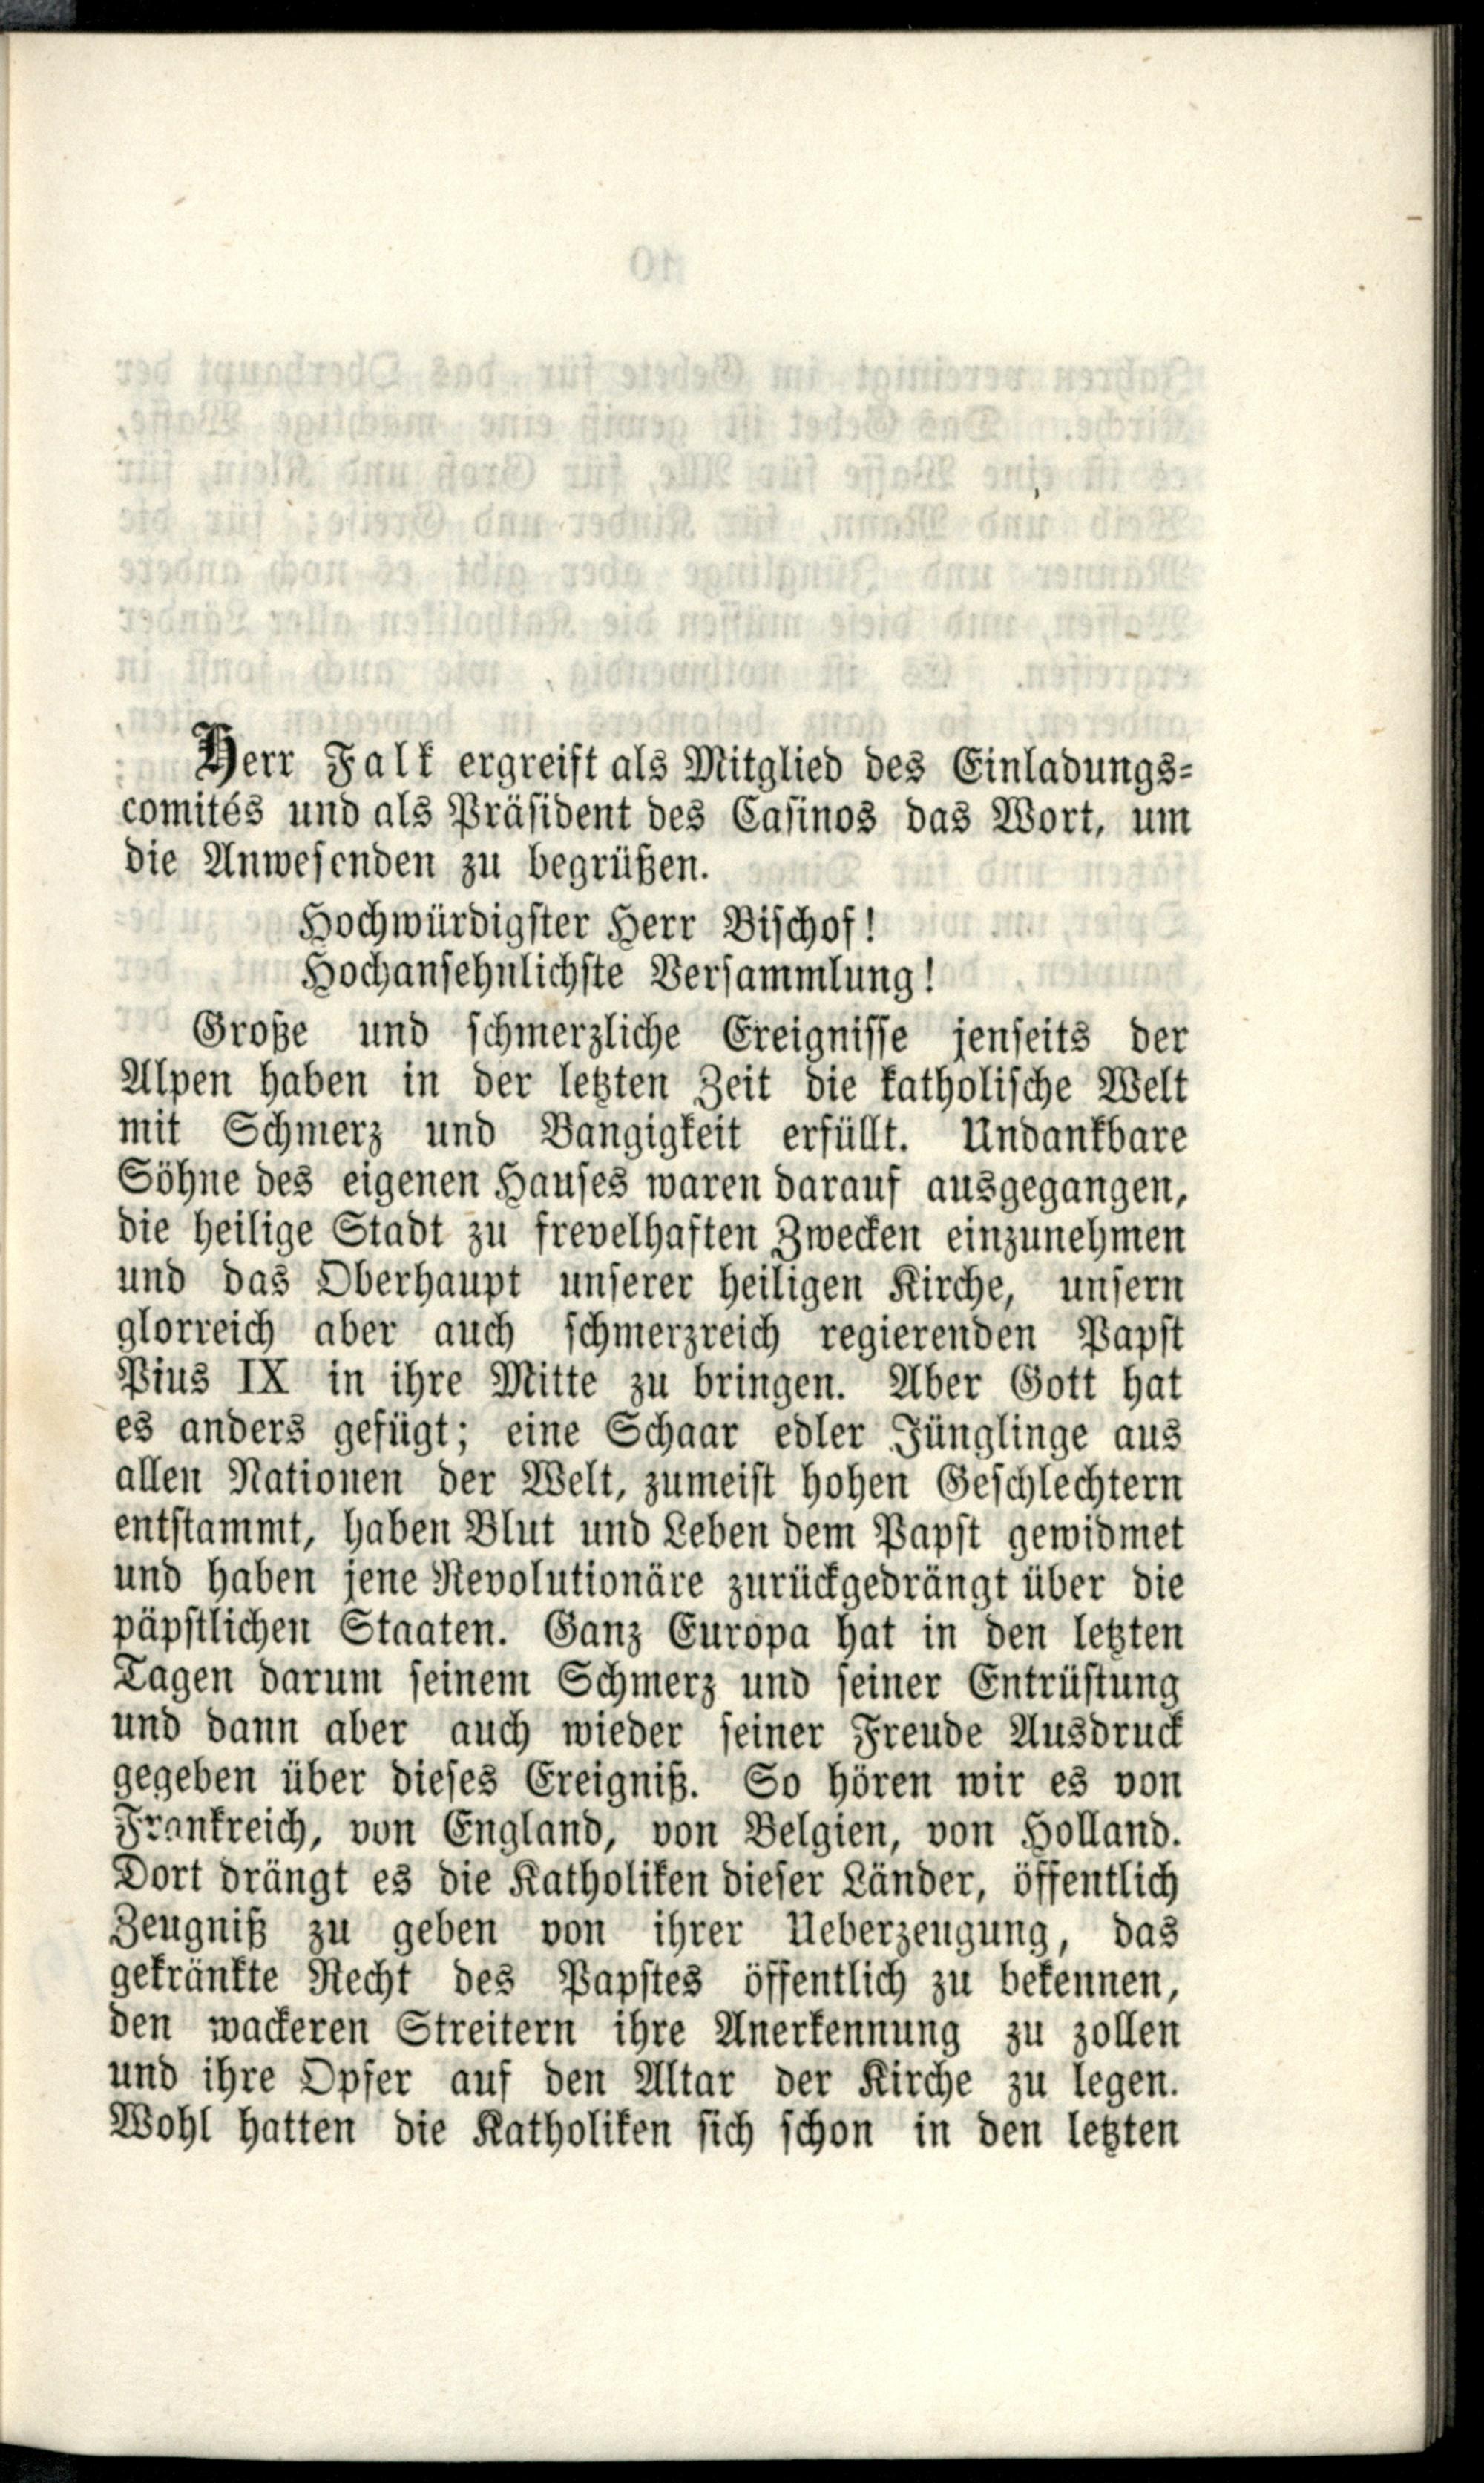 Herr Falk ergreift als Mitglied des Einladungs-
comités und als Präsident des Casinos das Wort, um
die Anwesenden zu begrüßen.
Hochwürdigster Herr Bischof!
Hochansehnlichste Versammlung!
Große und schmerzliche Ereignisse jenseits der
Alpen haben in der letzten Zeit die katholische Welt
mit Schmerz und Bangigkeit erfüllt. Undankbare
Söhne des eigenen Hauses waren darauf ausgegangen,
die heilige Stadt zu frevelhaften Zwecken einzunehmen
und das Oberhaupt unserer heiligen Kirche, unsern
glorreich aber auch schmerzreich regierenden Papst
Pius IX in ihre Mitte zu bringen. Aber Gott hat
es anders gefügt; eine Schaar edler Jünglinge aus
allen Nationen der Welt, zumeist hohen Geschlechtern
entstammt, haben Blut und Leben dem Papst gewidmet
und haben jene Revolutionäre zurückgedrängt über die
päpstlichen Staaten. Ganz Europa hat in den letzten
Tagen darum seinem Schmerz und seiner Entrüstung
und dann aber auch wieder seiner Freude Ausdruck
gegeben über dieses Ereigniß. So hören wir es von
Frankreich, von England, von Belgien, von Holland.
Dort drängt es die Katholiken dieser Länder, öffentlich
Zeugniß zu geben von ihrer Ueberzeugung, das
gekränkte Recht des Papstes öffentlich zu bekennen,
den wackeren Streitern ihre Anerkennung zu zollen
und ihre Opfer auf den Altar der Kirche zu legen.
Wohl hatten die Katholiken sich schon in den letzten